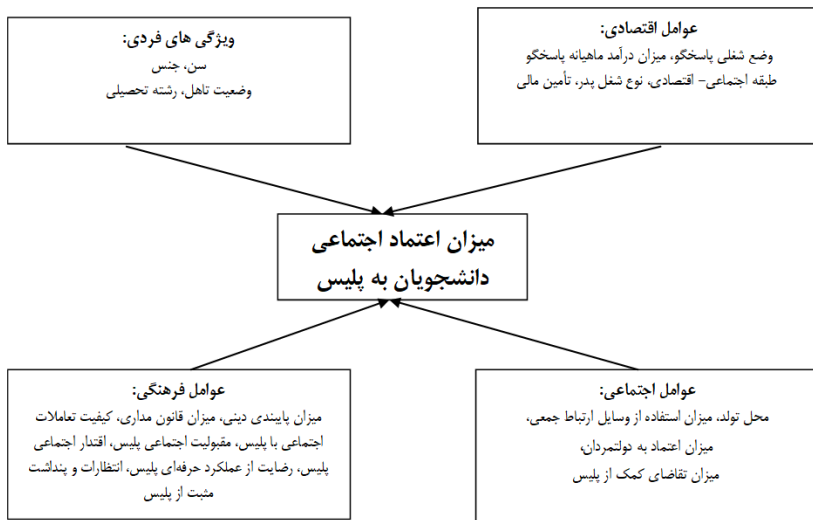 عوامل اقتصادی:
وضع شغلی پاسخگو، میزان درآمد ماهیانه پاسخگو
طبقه اجتماعی– اقتصادی، نوع شغل پدر، تأمین مالی
ویژگی های فردی:
سن، جنس
وضعیت تاهل، رشته تحصیلی
میزان اعتماد اجتماعی
دانشجویان به پلیس
عوامل اجتماعی:
محل تولد، میزان استفاده از وسایل ارتباط جمعی،
میزان اعتماد به دولتمردان،
میزان تقاضای کمک از پلیس
عوامل فرهنگی:
میزان پایبندی دینی، میزان قانون مداری، کیفیت تعاملات
اجتماعی با پلیس، مقبولیت اجتماعی پلیس، اقتدار اجتماعی
پلیس، رضایت از عملکرد حرفه‌ای پلیس، انتظارات و پنداشت
مثبت از پلیس